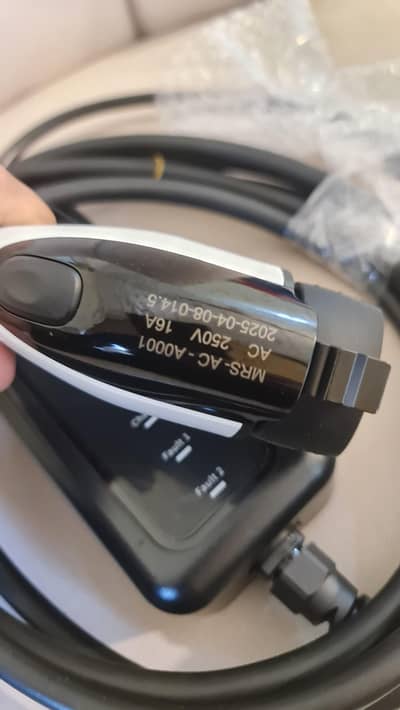 MRS-AC-A0001
AC 250V 16A
2025-04-08-014.5
Fault 1
Fault 2